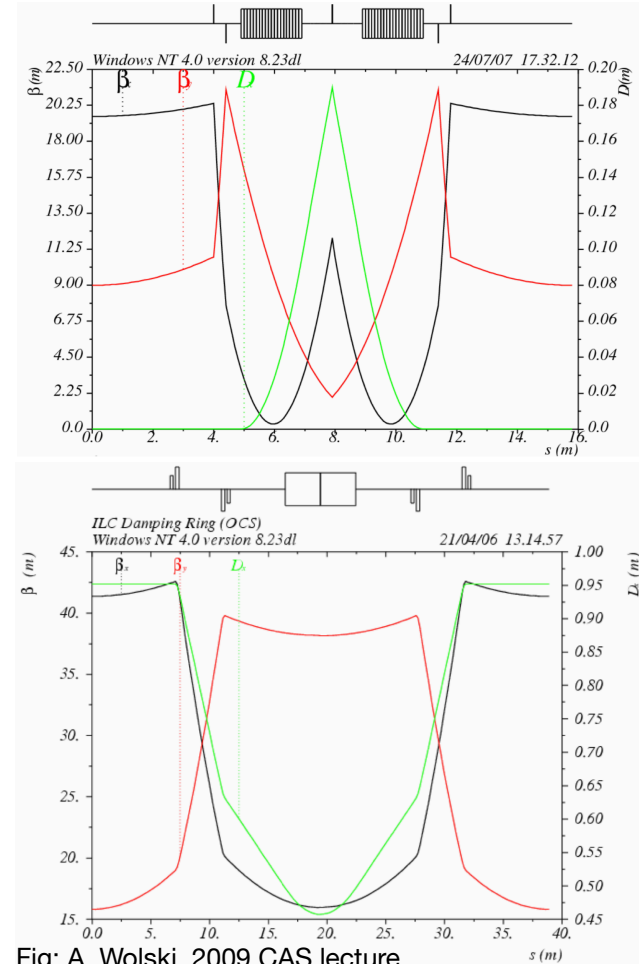 Windows NT 4.0 version 8.23dl 24/07/07 17.32.12
β (m)
D (m)
βx βy Dx
22.50
20.25
18.00
15.75
13.50
11.25
9.00
6.75
4.50
2.25
0.0
0.20
0.18
0.16
0.14
0.12
0.10
0.08
0.06
0.04
0.02
0.0
0.0 2. 4. 6. 8. 10. 12. 14. 16.
s (m)
ILC Damping Ring (OCS)
Windows NT 4.0 version 8.23dl 21/04/06 13.14.57
β (m)
Dx (m)
βx βy Dx
45.
40.
35.
30.
25.
20.
15.
1.00
0.95
0.90
0.85
0.80
0.75
0.70
0.65
0.60
0.55
0.50
0.45
0.0 5. 10. 15. 20. 25. 30. 35. 40.
s (m)
Fig: A. Wolski, 2009 CAS lecture